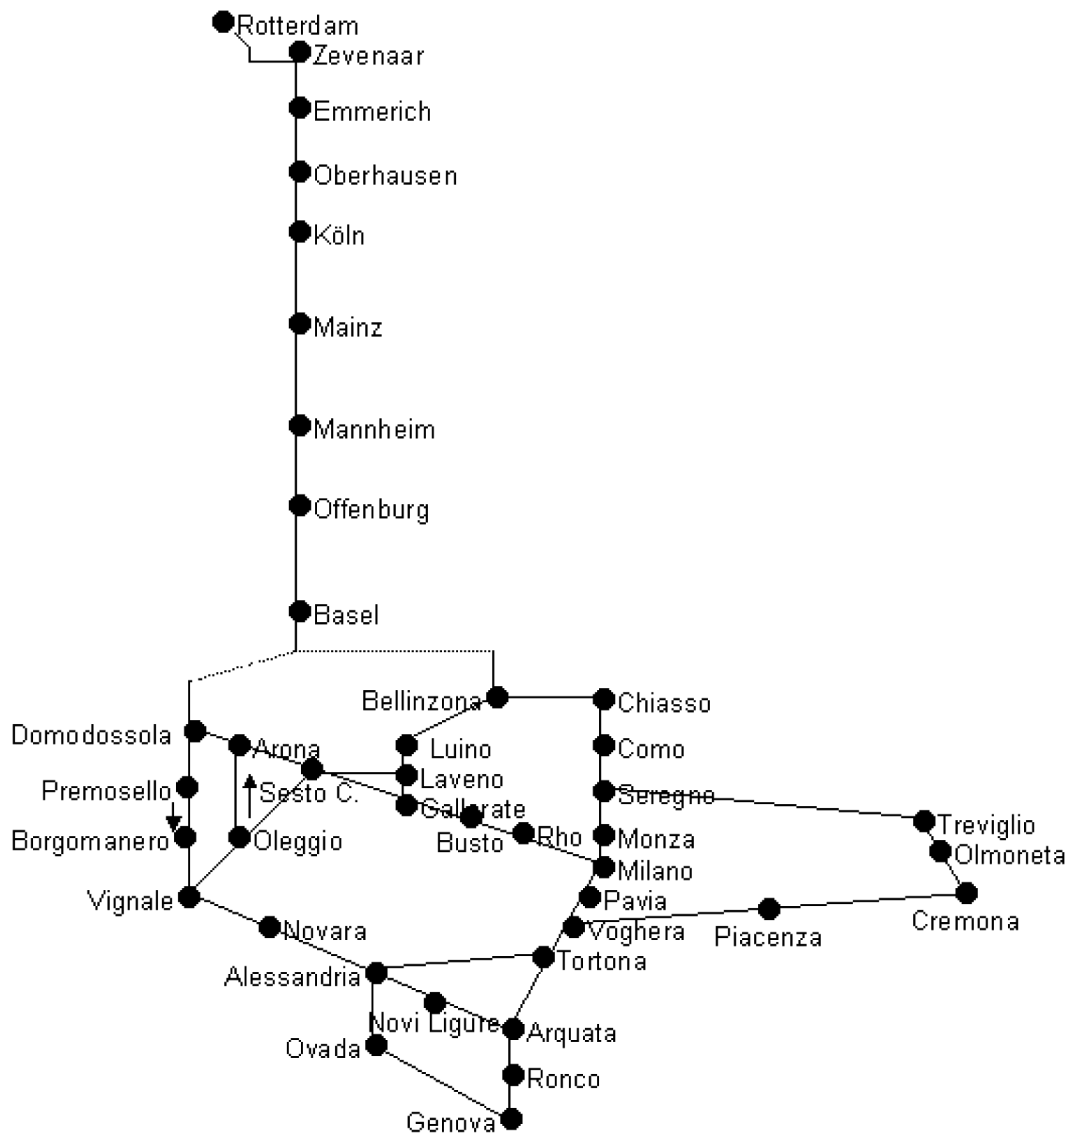 Rotterdam
Zevenaar
Emmerich
Oberhausen
Köln
Mainz
Mannheim
Offenburg
Basel
Bellinzona
Chiasso
Domodossola
Arona
Luino
Como
Premosello
Sesto C.
Laveno
Gallarate
Seregno
Borgomanero
Oleggio
Busto
Rho
Monza
Treviglio
Olmoneta
Milano
Vignale
Pavia
Novara
Voghera
Piacenza
Cremona
Alessandria
Tortona
Novi Ligure
Arquata
Ovada
Ronco
Genova